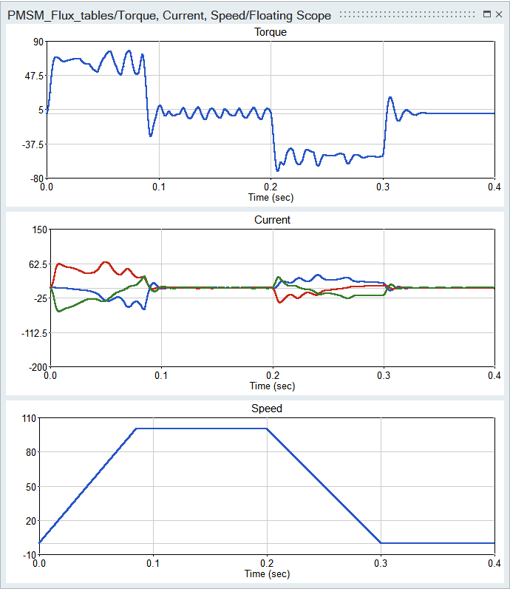 PMSM_Flux_tables/Torque, Current, Speed/Floating Scope
Torque
90
47.5
5
-37.5
-80
0.0 0.1 0.2 0.3 0.4
Time (sec)
Current
150
62.5
-25
-112.5
-200
0.0 0.1 0.2 0.3 0.4
Time (sec)
Speed
110
80
50
20
-10
0.0 0.1 0.2 0.3 0.4
Time (sec)